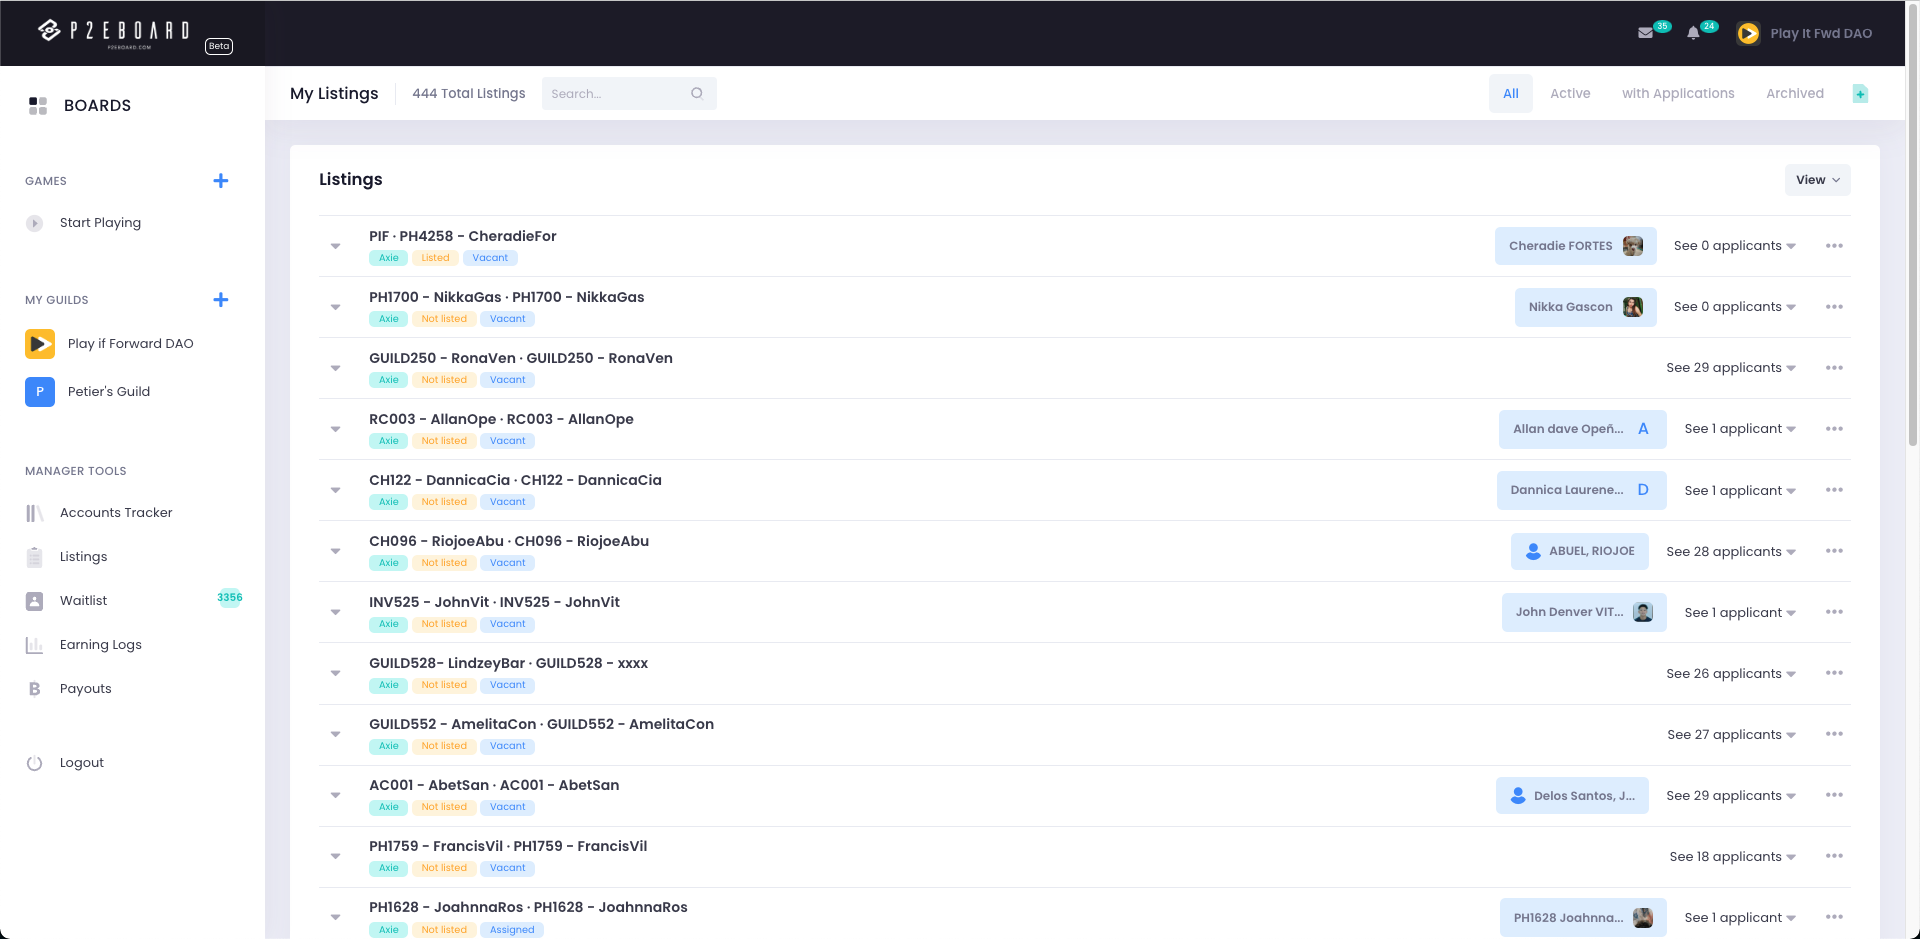 P2EBOARD
P2EBOARD.COM
Beta
35
24
Play It Fwd DAO
BOARDS
My Listings
444 Total Listings
Search...
All
Active
with Applications
Archived
GAMES
Start Playing
MY GUILDS
Play if Forward DAO
P
Petier's Guild
MANAGER TOOLS
Accounts Tracker
Listings
Waitlist
3356
Earning Logs
Payouts
Logout
Listings
View
PIF · PH4258 - CheradieFor
Axie Listed Vacant
Cheradie FORTES
See 0 applicants
PH1700 - NikkaGas · PH1700 - NikkaGas
Axie Not listed Vacant
Nikka Gascon
See 0 applicants
GUILD250 - RonaVen · GUILD250 - RonaVen
Axie Not listed Vacant
See 29 applicants
RC003 - AllanOpe · RC003 - AllanOpe
Axie Not listed Vacant
Allan dave Openñ... A
See 1 applicant
CH122 - DannicaCia · CH122 - DannicaCia
Axie Not listed Vacant
Dannica Laurene... D
See 1 applicant
CH096 - RiojoeAbu · CH096 - RiojoeAbu
Axie Not listed Vacant
ABUEL, RIOJOE
See 28 applicants
INV525 - JohnVit · INV525 - JohnVit
Axie Not listed Vacant
John Denver VIT...
See 1 applicant
GUILD528- LindzeyBar · GUILD528 - xxxx
Axie Not listed Vacant
See 26 applicants
GUILD552 - AmelitaCon · GUILD552 - AmelitaCon
Axie Not listed Vacant
See 27 applicants
AC001 - AbetSan · AC001 - AbetSan
Axie Not listed Vacant
Delos Santos, J...
See 29 applicants
PH1759 - FrancisVil · PH1759 - FrancisVil
Axie Not listed Vacant
See 18 applicants
PH1628 - JoahnnaRos · PH1628 - JoahnnaRos
Axie Not listed Assigned
PH1628 Joahnna...
See 1 applicant